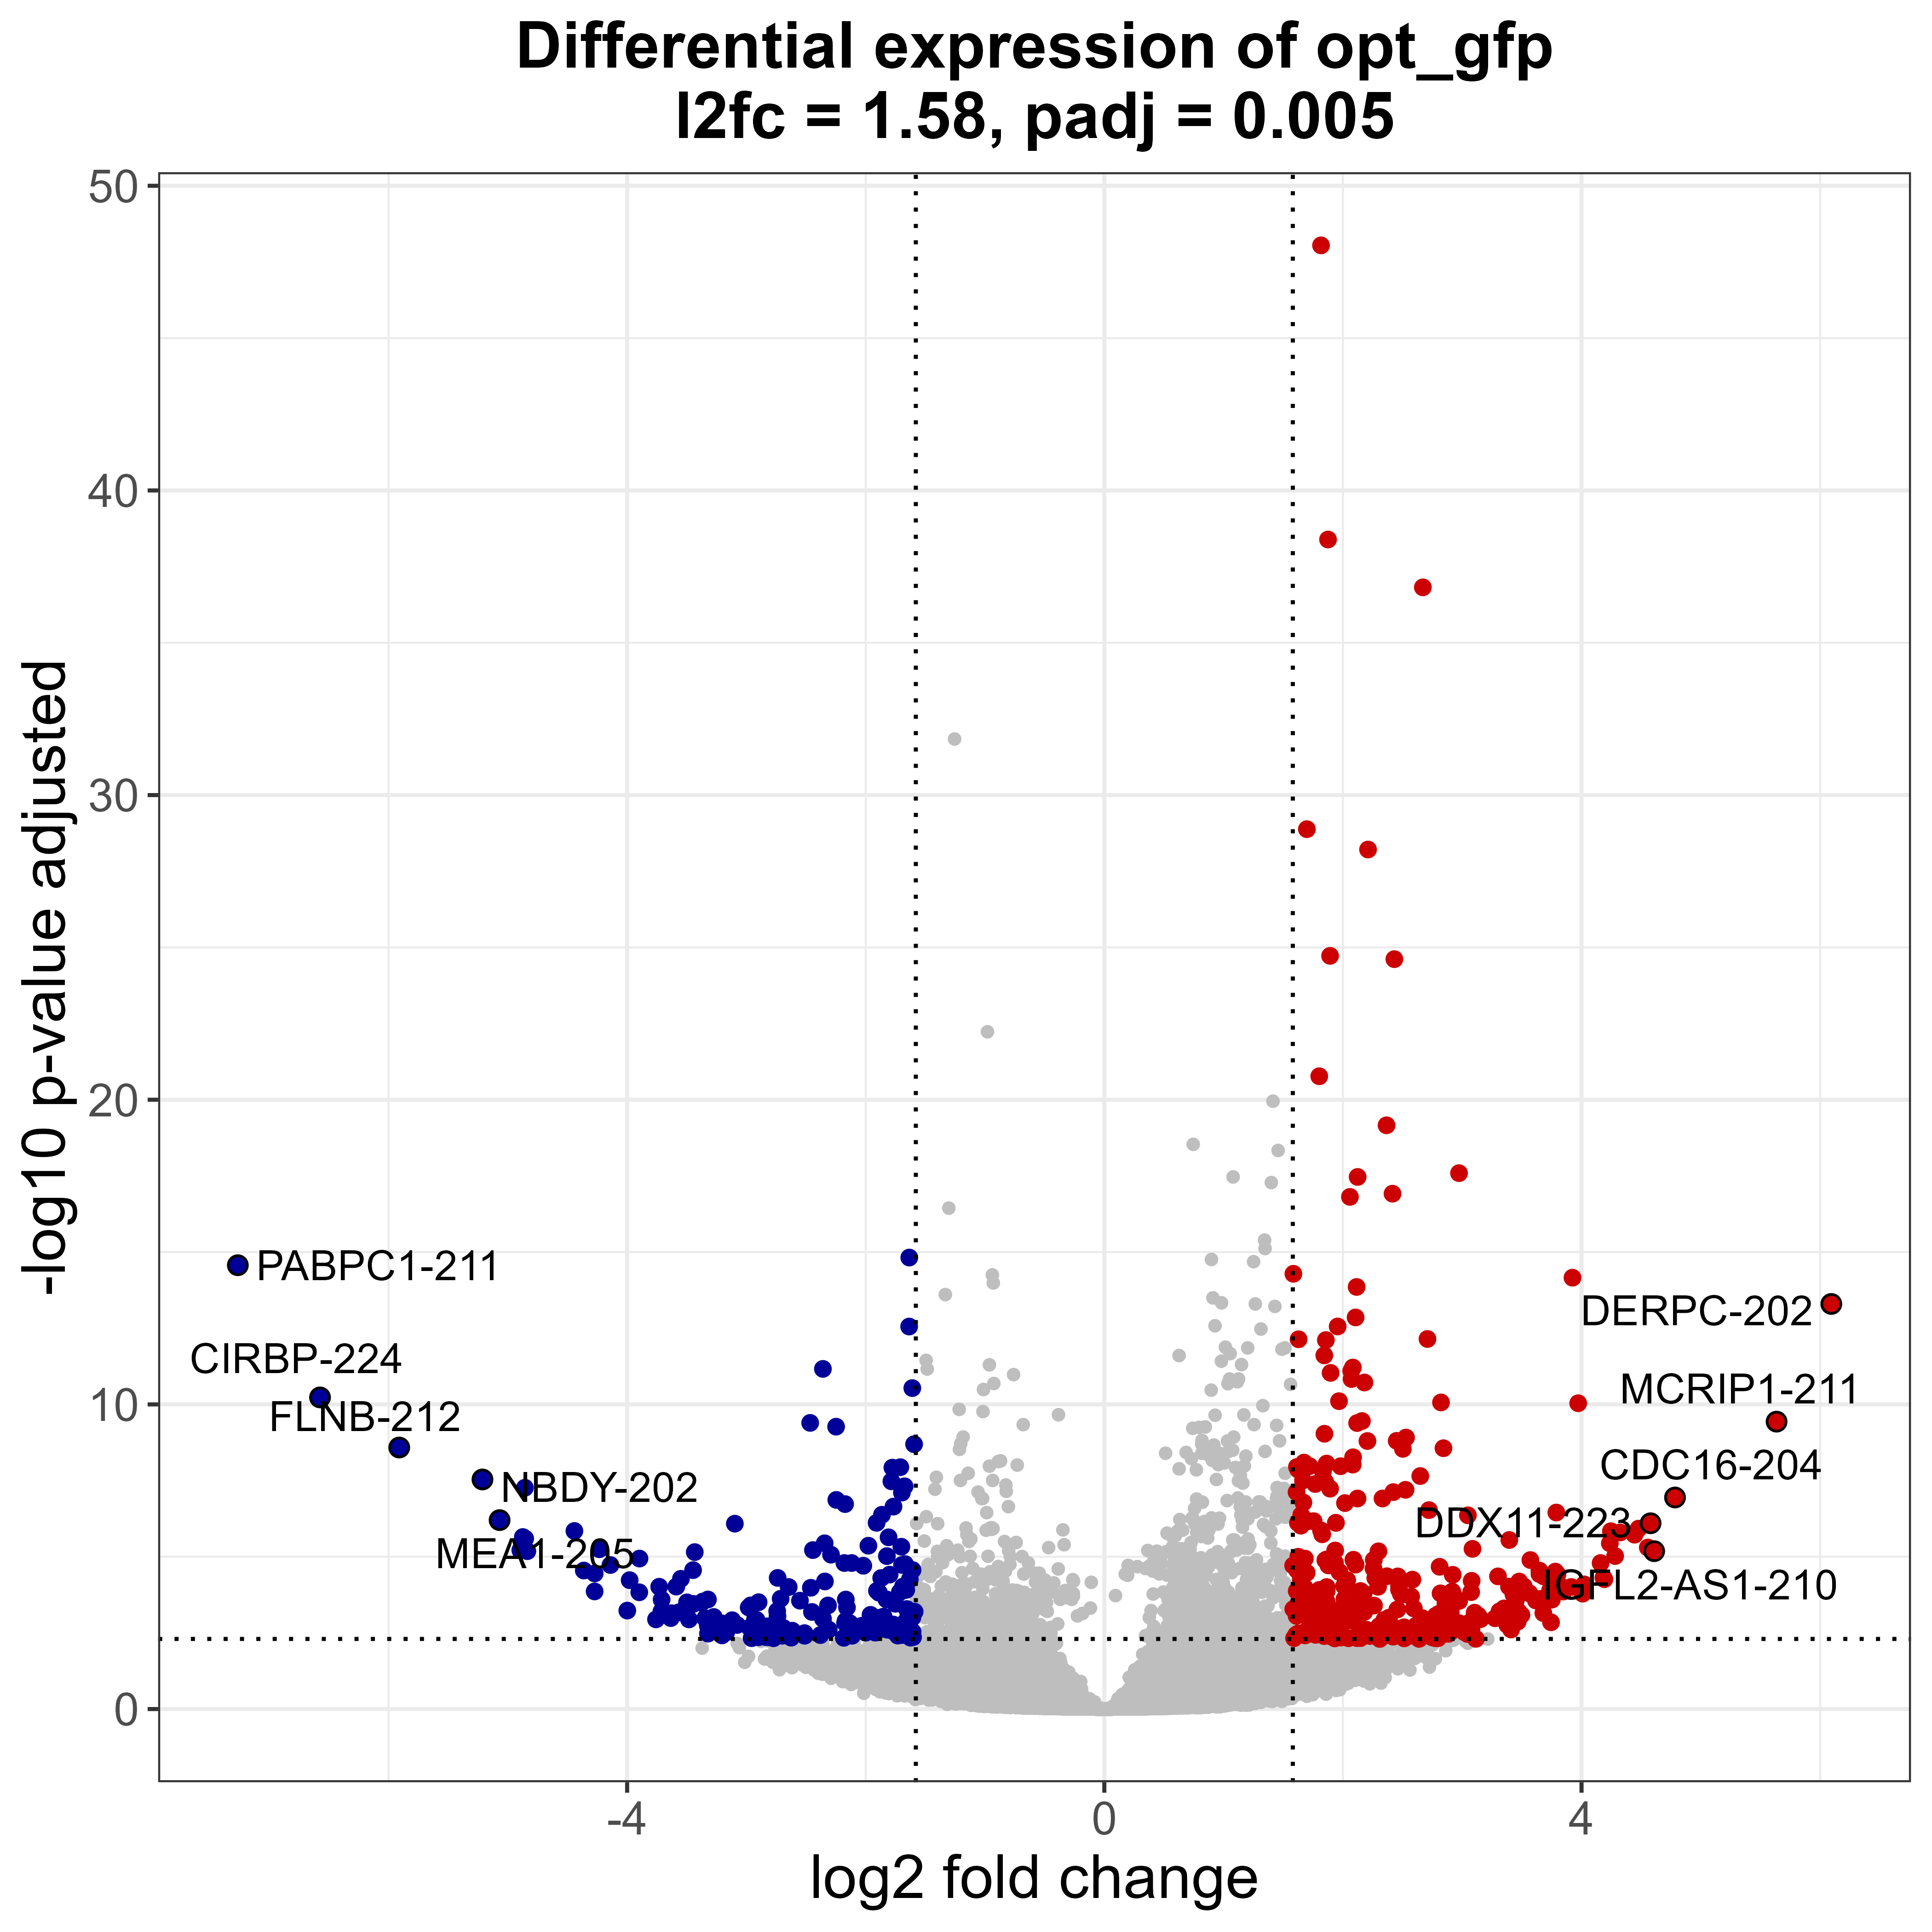 Differential expression of opt_gfp
l2fc = 1.58, padj = 0.005
-log10 p-value adjusted
50
40
30
20
10
0
PABPC1-211
CIRBP-224
FLNB-212
NBDY-202
MEA1-205
DERPC-202
MCRIP1-211
CDC16-204
DDX11-223
IGFL2-AS1-210
-4
0
4
log2 fold change